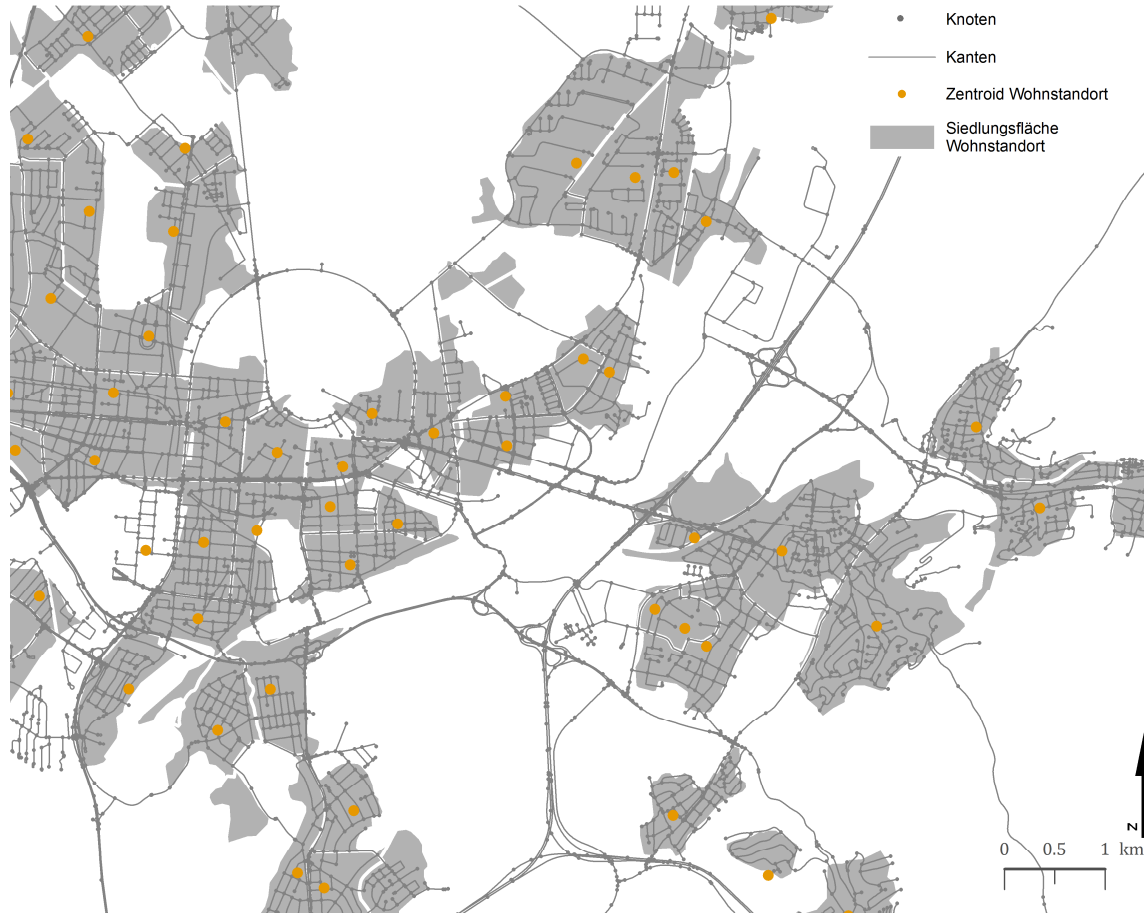 Knoten
Kanten
Zentroid Wohnstandort
Siedlungsfläche
Wohnstandort
N
0 0.5 1 km